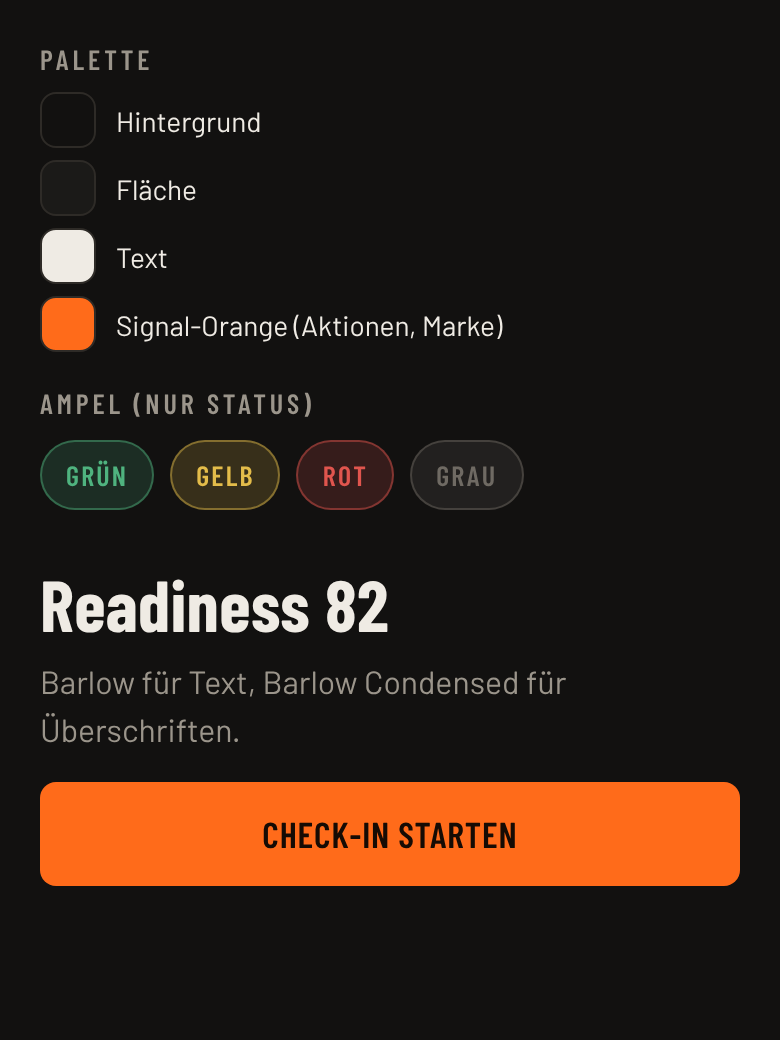 PALETTE
Hintergrund
Fläche
Text
Signal-Orange (Aktionen, Marke)
AMPEL (NUR STATUS)
GRÜN GELB ROT GRAU
Readiness 82
Barlow für Text, Barlow Condensed für
Überschriften.
CHECK-IN STARTEN